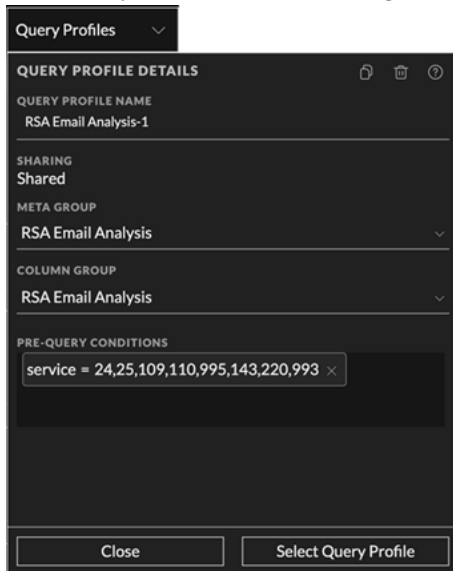 Query Profiles
QUERY PROFILE DETAILS
QUERY PROFILE NAME
RSA Email Analysis-1
SHARING
Shared
META GROUP
RSA Email Analysis
COLUMN GROUP
RSA Email Analysis
PRE-QUERY CONDITIONS
service = 24,25,109,110,995,143,220,993 ×
Close Select Query Profile